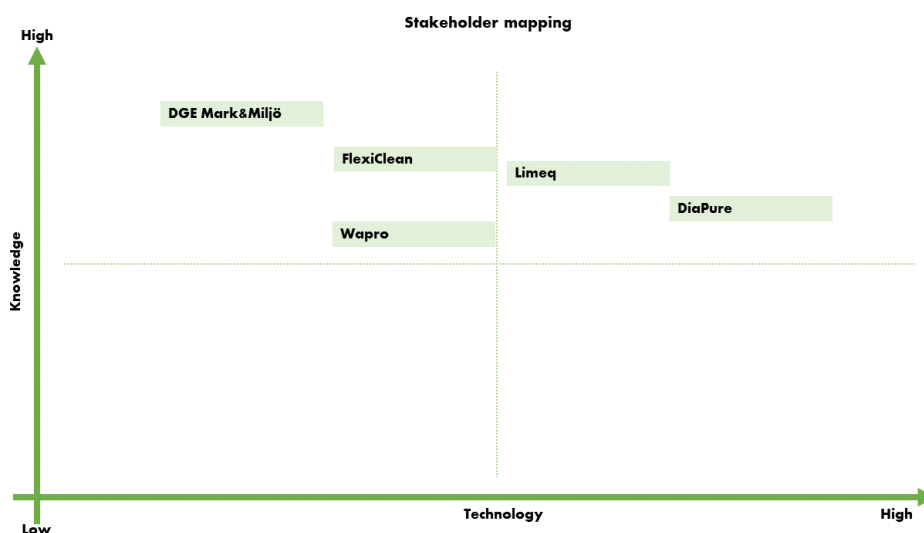 Stakeholder mapping
High
DGE Mark&Miljö
FlexiClean
Limeq
DiaPure
Wapro
Knowledge
Technology
High
Low